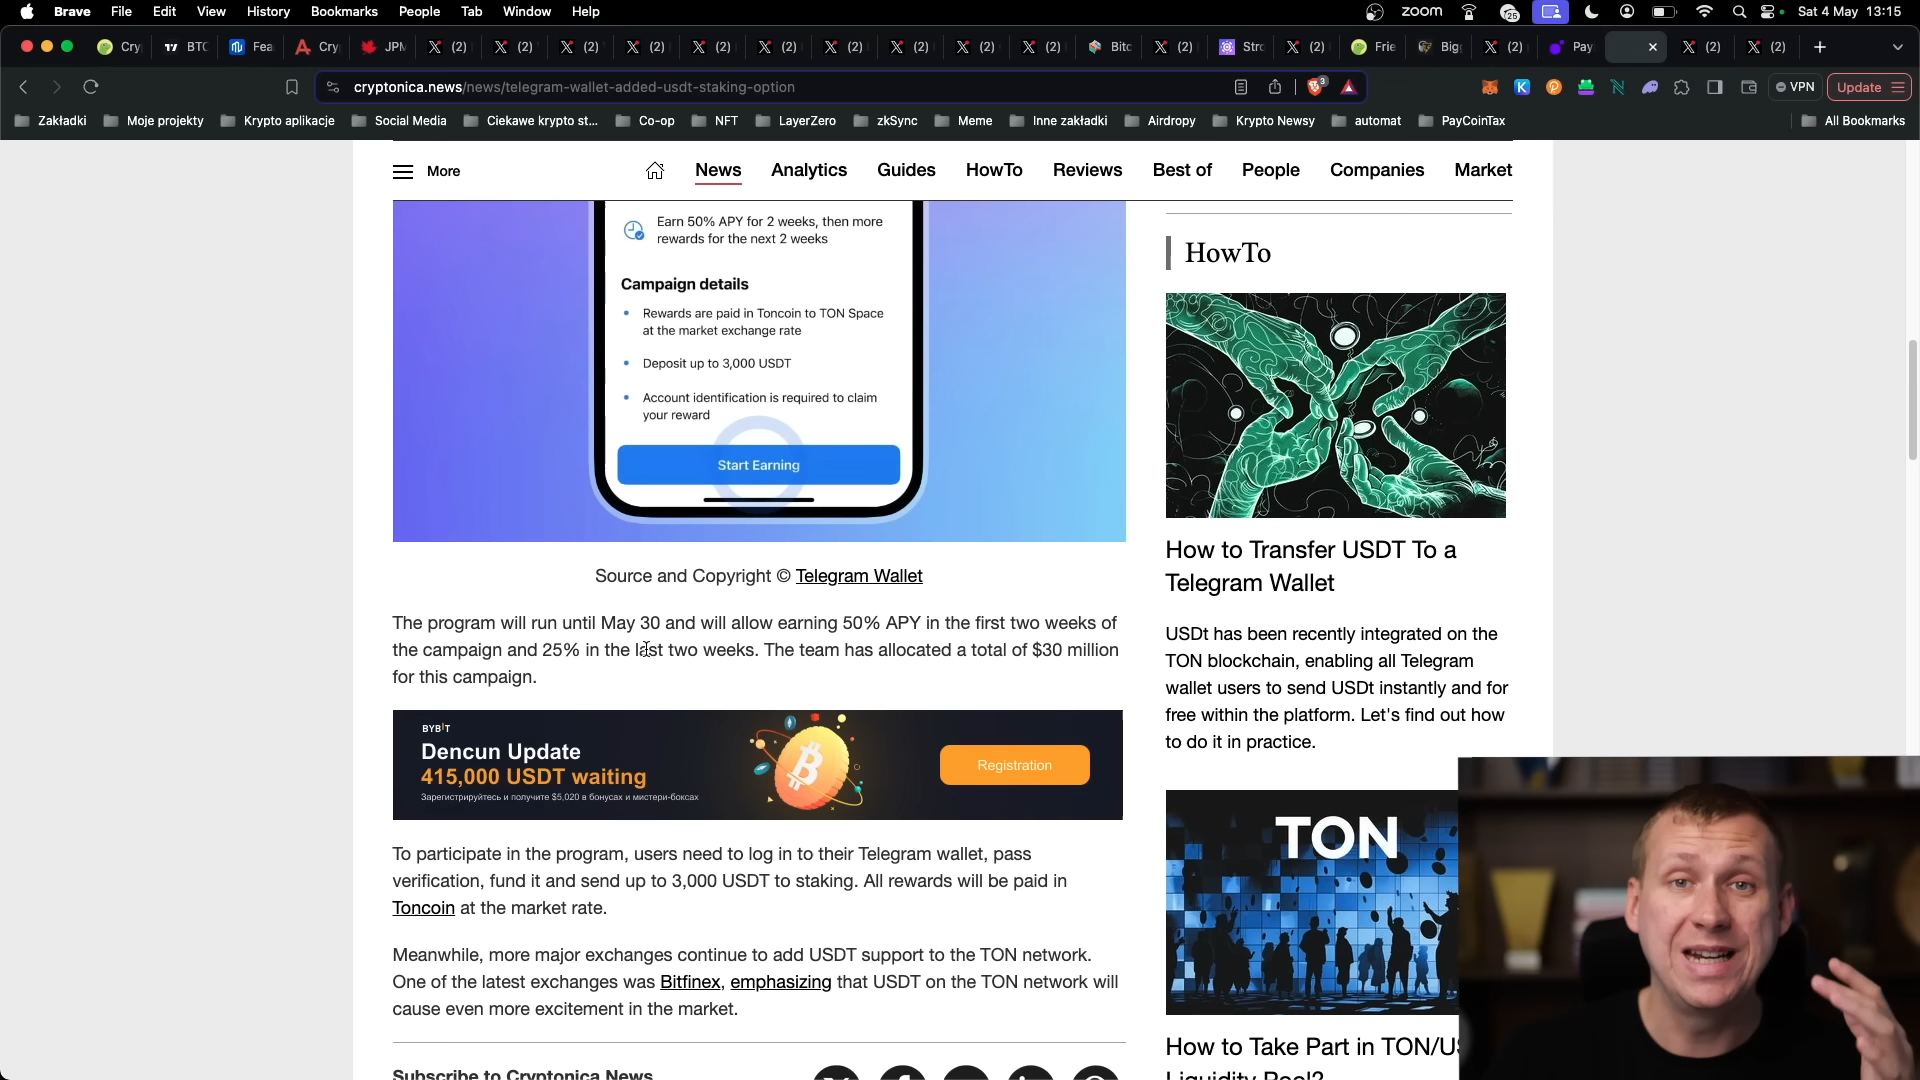 Brave File Edit View History Bookmarks People Tab Window Help zoom 25 Sat 4 May 13:15
Cry BTC Fea Cry JPM (2) (2) (2) (2) (2) (2) (2) (2) (2) (2) Bitc (2) Stro (2) Frie Bigg (2) Pay (2) (2)
cryptonica.news/news/telegram-wallet-added-usdt-staking-option 3 VPN Update
Zakładki Moje projekty Krypto aplikacje Social Media Ciekawe krypto st... Co-op NFT LayerZero zkSync Meme Inne zakładki Airdropy Krypto Newsy automat PayCoinTax All Bookmarks
More News Analytics Guides HowTo Reviews Best of People Companies Market
Earn 50% APY for 2 weeks, then more
rewards for the next 2 weeks
Campaign details
• Rewards are paid in Toncoin to TON Space
at the market exchange rate
• Deposit up to 3,000 USDT
• Account identification is required to claim
your reward
Start Earning
Source and Copyright © Telegram Wallet
The program will run until May 30 and will allow earning 50% APY in the first two weeks of
the campaign and 25% in the last two weeks. The team has allocated a total of $30 million
for this campaign.
BYBIT
Dencun Update
415,000 USDT waiting
Зарегистрируйтесь и получите $5,020 в бонусах и мистери-боксах
Registration
To participate in the program, users need to log in to their Telegram wallet, pass
verification, fund it and send up to 3,000 USDT to staking. All rewards will be paid in
Toncoin at the market rate.
Meanwhile, more major exchanges continue to add USDT support to the TON network.
One of the latest exchanges was Bitfinex, emphasizing that USDT on the TON network will
cause even more excitement in the market.
Subscribe to Cryptonica News
HowTo
How to Transfer USDT To a
Telegram Wallet
USDt has been recently integrated on the
TON blockchain, enabling all Telegram
wallet users to send USDt instantly and for
free within the platform. Let's find out how
to do it in practice.
TON
How to Take Part in TON/US
Liquidity Pool?